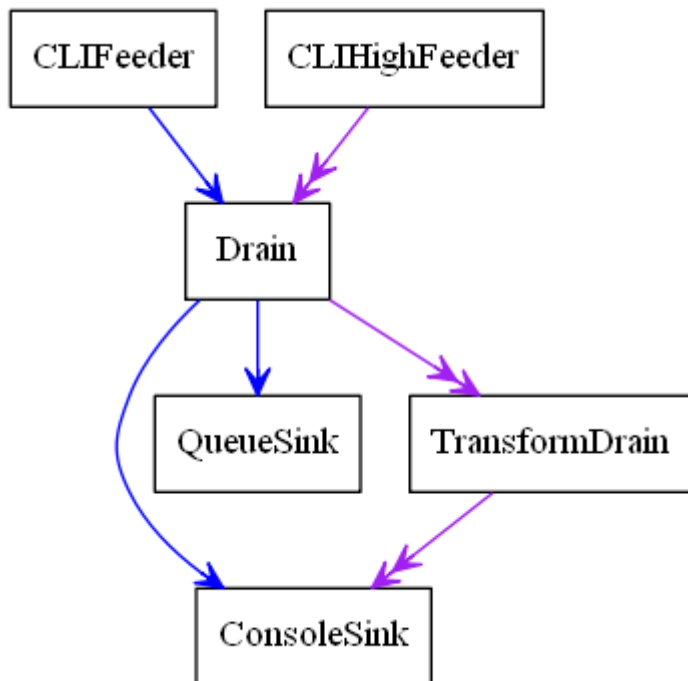 CLIFeeder
CLIHighFeeder
Drain
QueueSink
TransformDrain
ConsoleSink